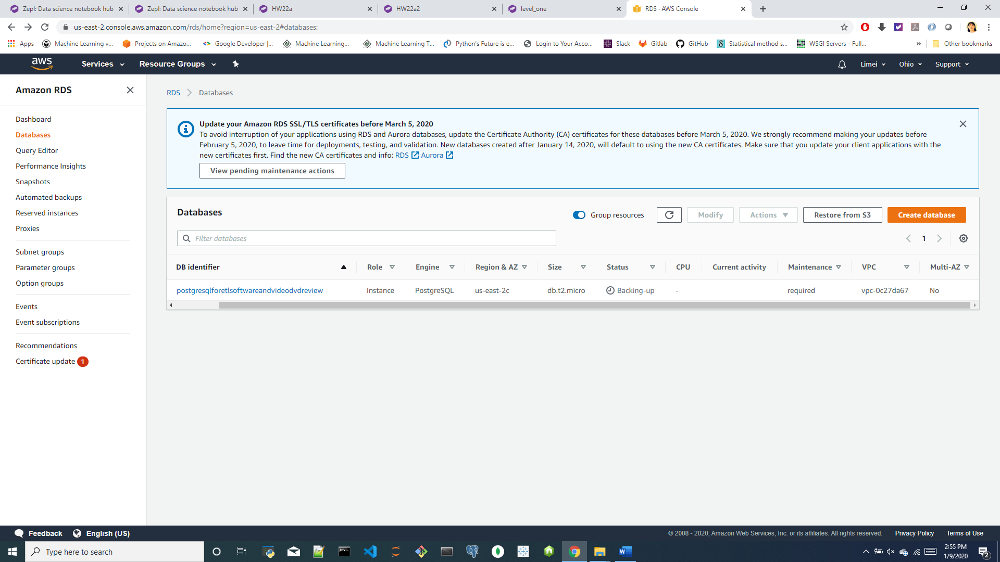 Zepl: Data science notebook hub
Zepl: Data science notebook hub
HW22a
HW22a2
level_one
RDS · AWS Console
us-east-2.console.aws.amazon.com/rds/home?region=us-east-2#databases:
Apps
Machine Learning v...
Projects on Amazo...
Google Developer |...
Machine Learning...
Machine Learning T...
Python's Future is e...
Login to Your Acco...
Slack
Gitlab
GitHub
Statistical method s...
WSGI Servers - Full...
Other bookmarks
aws
Services
Resource Groups
Limei
Ohio
Support
Amazon RDS
Dashboard
Databases
Query Editor
Performance Insights
Snapshots
Automated backups
Reserved instances
Proxies
Subnet groups
Parameter groups
Option groups
Events
Event subscriptions
Recommendations
Certificate update 1
RDS > Databases
Update your Amazon RDS SSL/TLS certificates before March 5, 2020
To avoid interruption of your applications using RDS and Aurora databases, update the Certificate Authority (CA) certificates for these databases before March 5, 2020. We strongly recommend making your updates before
February 5, 2020, to leave time for deployments, testing, and validation. New databases created after January 14, 2020, will default to using the new CA certificates. Make sure that you update your client applications with the
new certificates first. Find the new CA certificates and info: RDS Aurora
View pending maintenance actions
Databases
Group resources
Modify
Actions
Restore from S3
Create database
Filter databases
1
DB identifier Role Engine Region & AZ Size Status CPU Current activity Maintenance VPC Multi-AZ
postgresqlforetlsoftwareandvideodvdreview Instance PostgreSQL us-east-2c db.t2.micro Backing-up - required vpc-0c27da67 No
Feedback
English (US)
© 2008 - 2020, Amazon Web Services, Inc. or its affiliates. All rights reserved.
Privacy Policy
Terms of Use
Type here to search
2:55 PM
1/9/2020
2